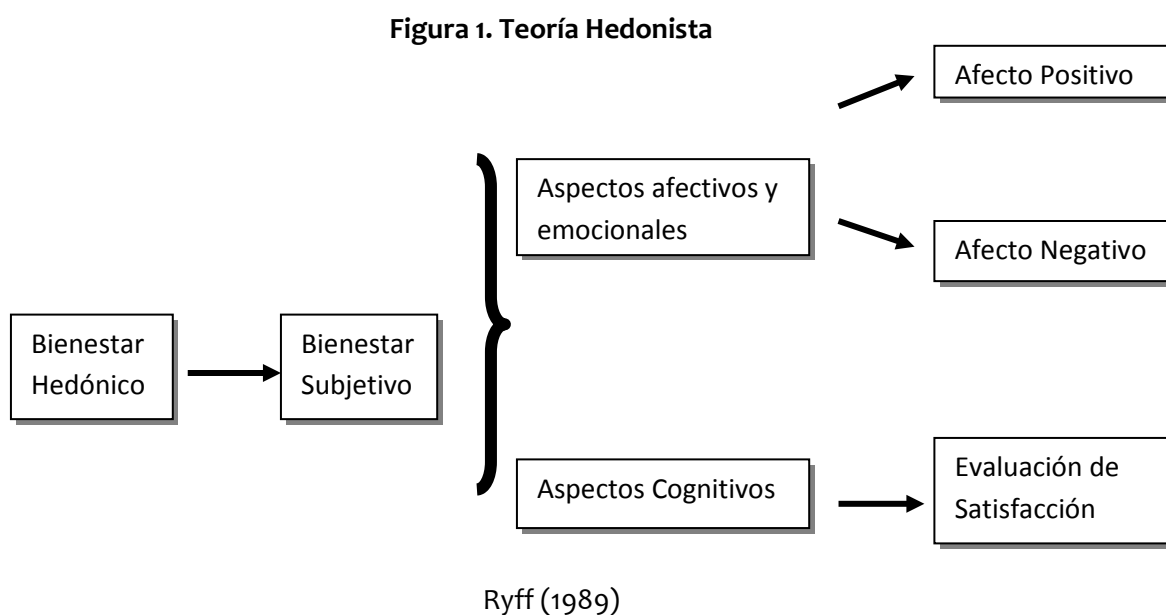 Figura 1. Teoría Hedonista
Afecto Positivo
Aspectos afectivos y
emocionales
Afecto Negativo
Bienestar
Hedónico
Bienestar
Subjetivo
Aspectos Cognitivos
Evaluación de
Satisfacción
Ryff (1989)